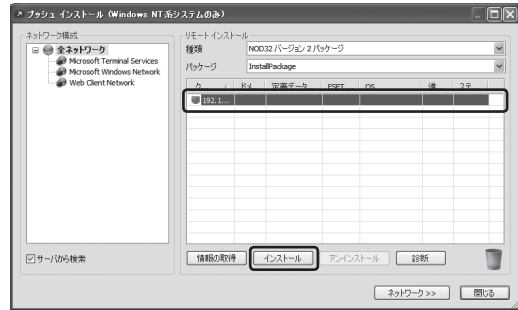 プッシュ インストール (Windows NT系システムのみ)
ネットワーク構成
全ネットワーク
Microsoft Terminal Services
Microsoft Windows Network
Web Client Network
サーバから検索
リモートインストール
種類 NOD32 バージョン 2 パッケージ
パッケージ InstallPackage
ク... / ドメ... 定義データ... ESET... OS 進... ステ...
192.1...
情報の取得 インストール アンインストール 診断
ネットワーク >> 閉じる